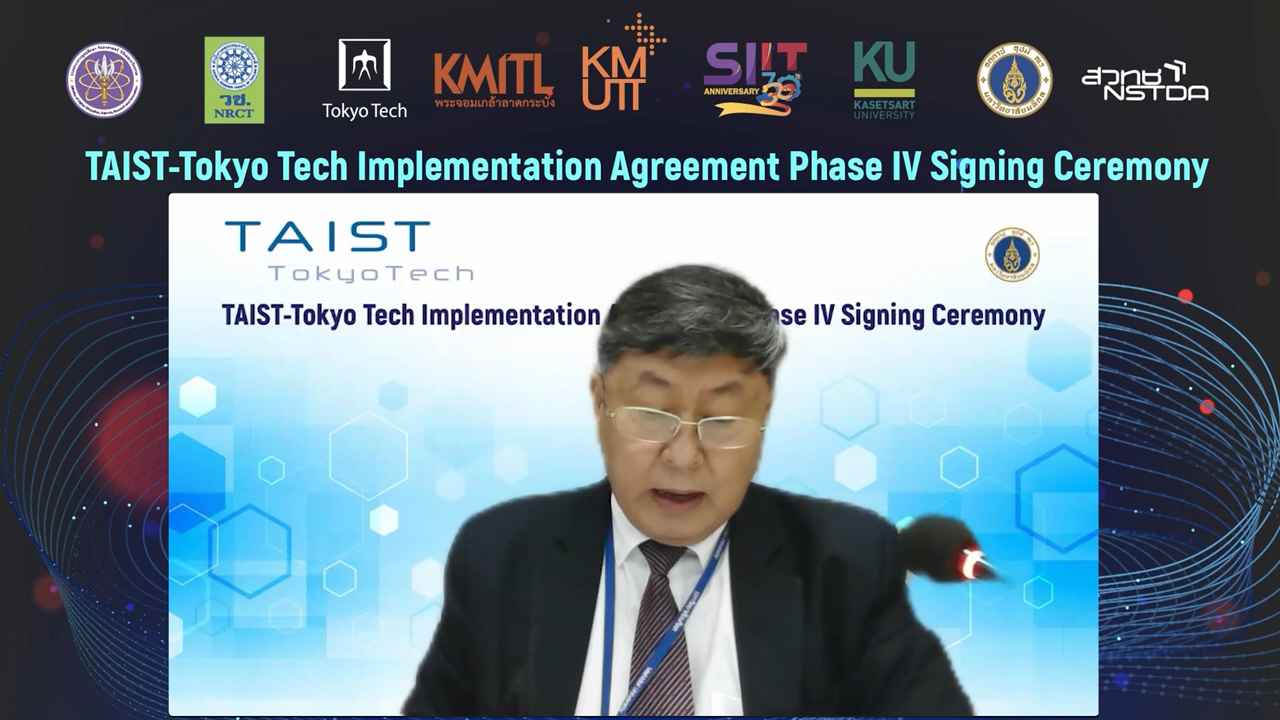 วช.
NRCT
Tokyo Tech
KMITL
พระจอมเกล้าลาดกระบัง
KM
UTT
SIIT
ANNIVERSARY 30th
KU
KASETSART
UNIVERSITY
สวทช
NSTDA
TAIST-Tokyo Tech Implementation Agreement Phase IV Signing Ceremony
TAIST
TokyoTech
TAIST-Tokyo Tech Implementation
se IV Signing Ceremony